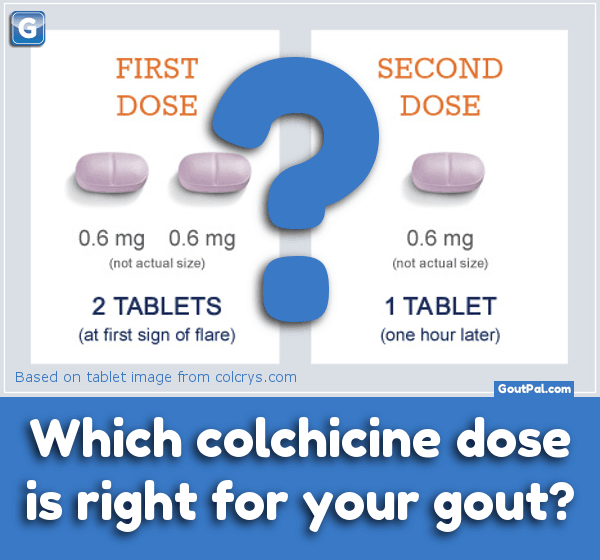 G
FIRST
DOSE
0.6 mg 0.6 mg
(not actual size)
2 TABLETS
(at first sign of flare)
?
SECOND
DOSE
0.6 mg
(not actual size)
1 TABLET
(one hour later)
Based on tablet image from colcrys.com
GoutPal.com
Which colchicine dose
is right for your gout?